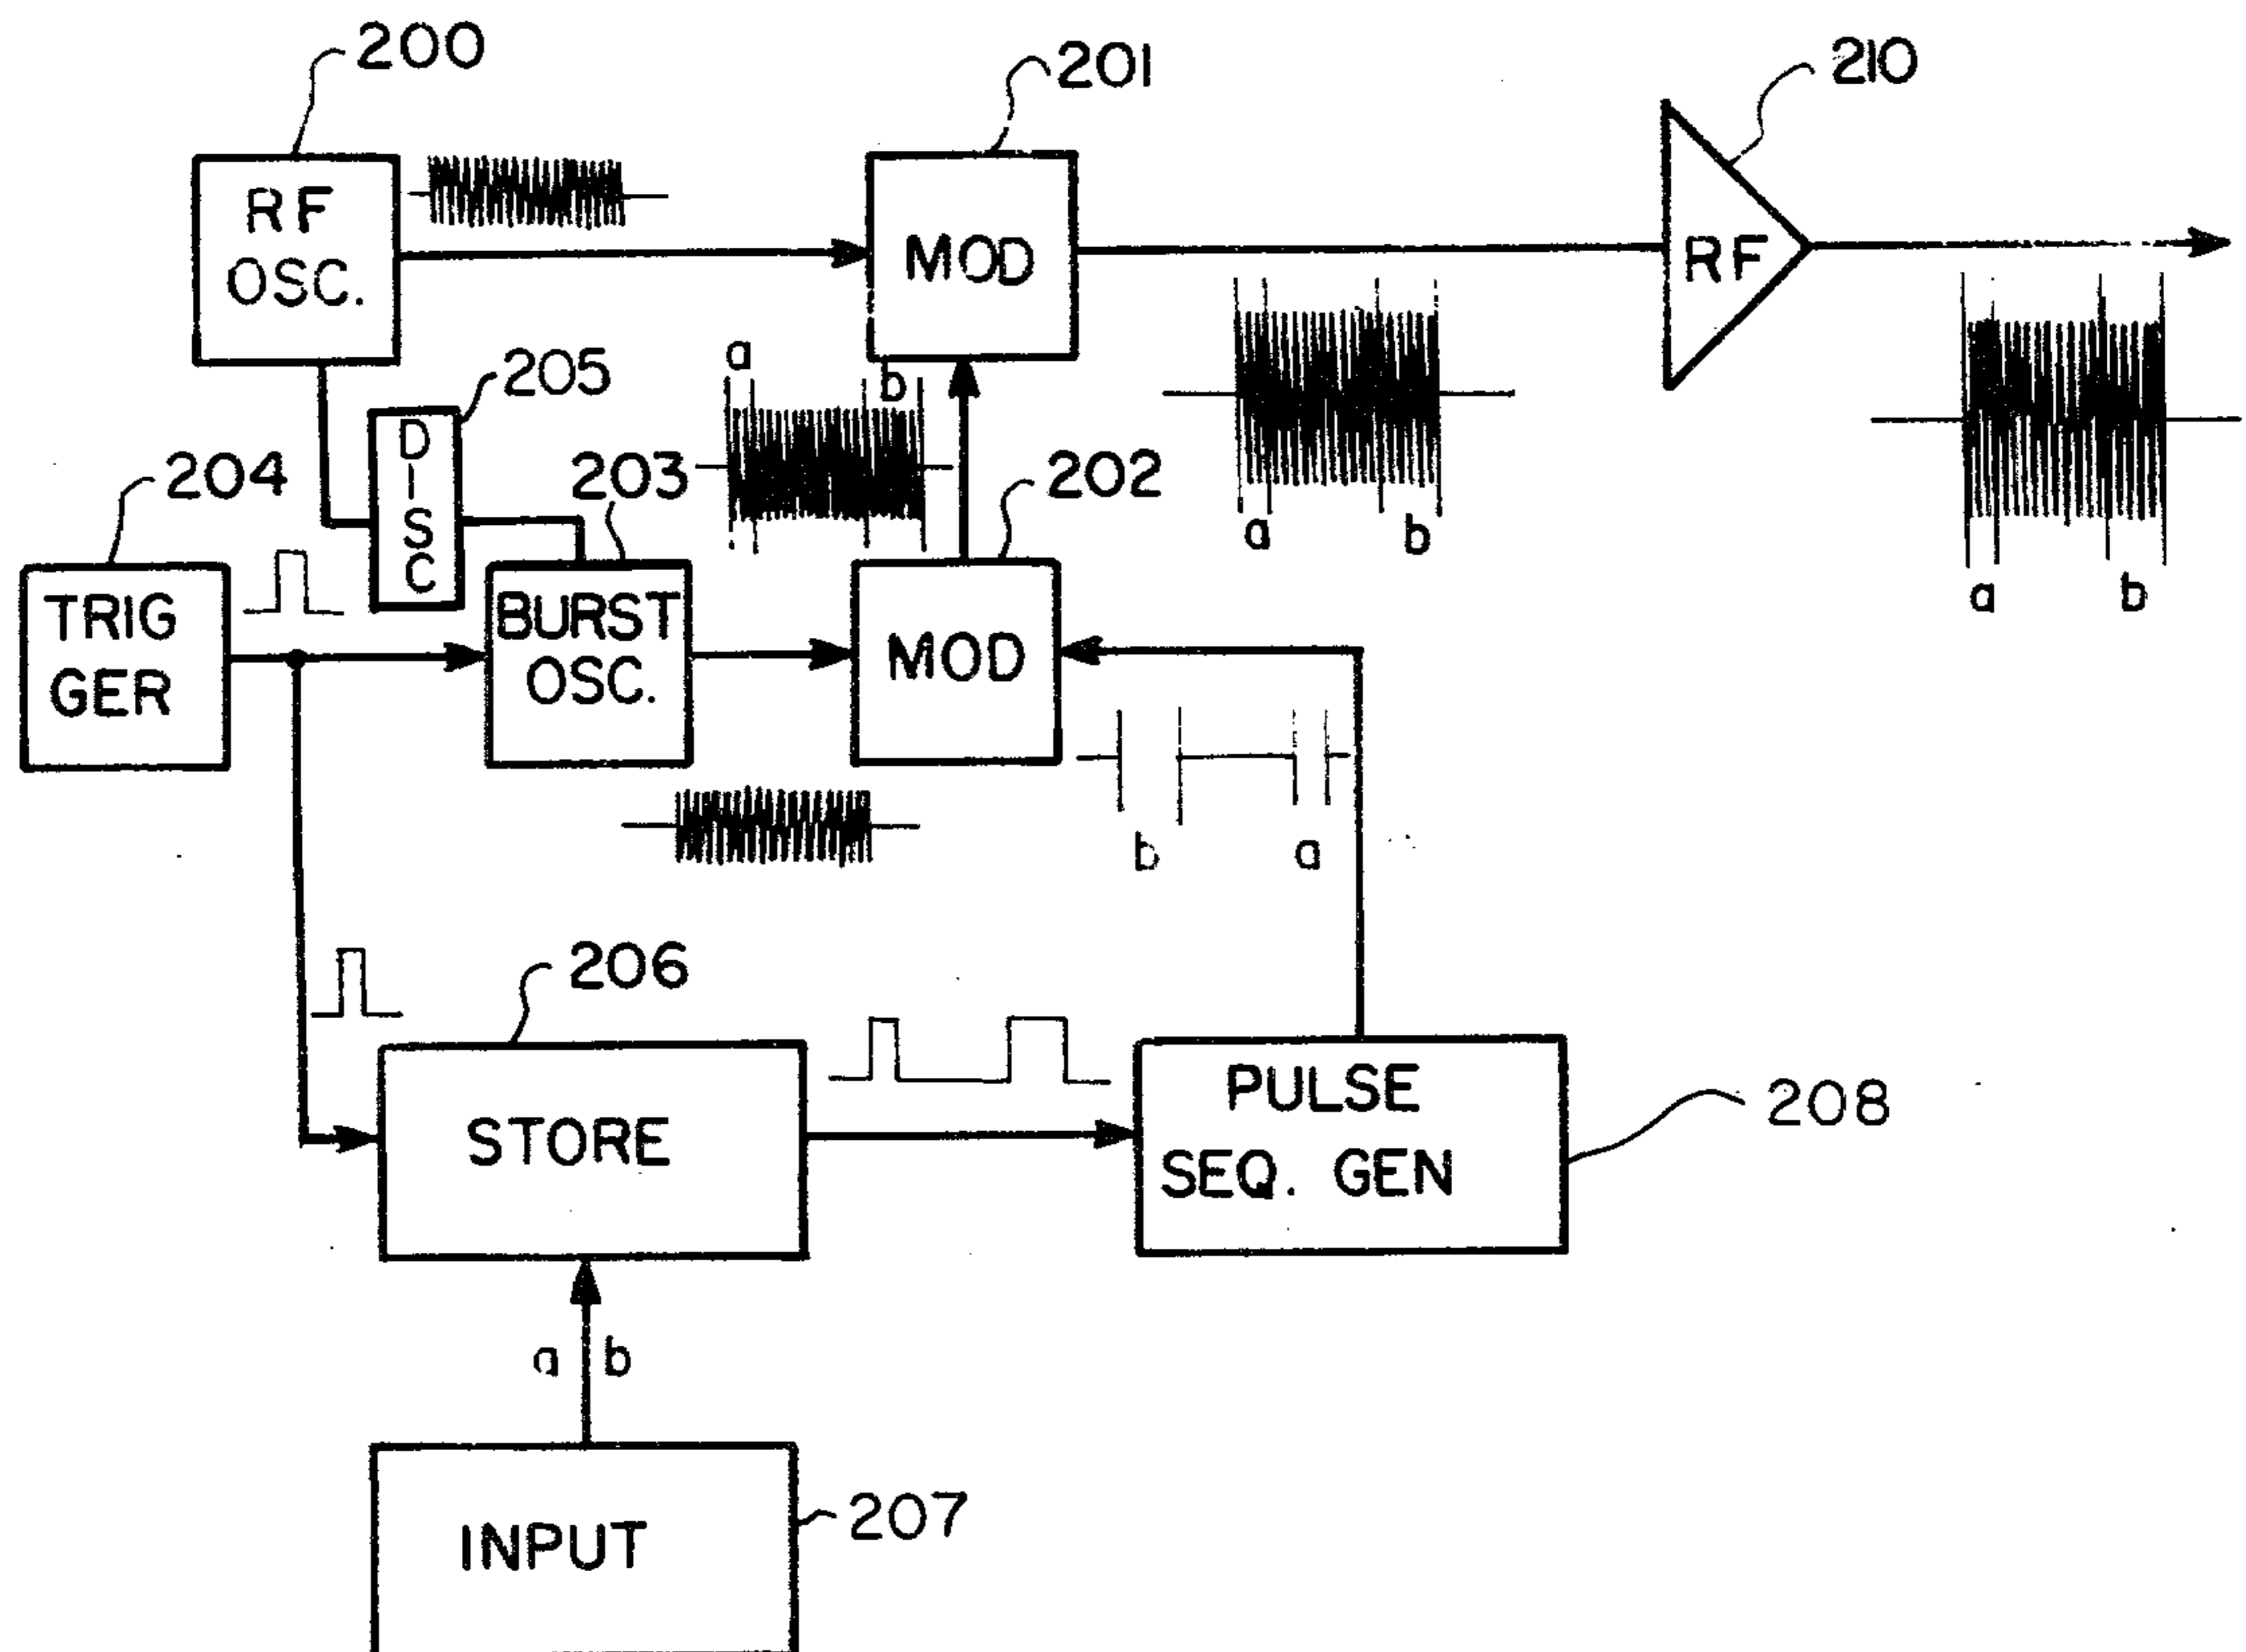 200
201
210
RF
OSC.
MOD
RF
205
a
b
D
I
S
C
204
203
202
a
b
a
b
TRIG
GER
BURST
OSC.
MOD
b
a
206
STORE
PULSE
SEQ. GEN
208
a b
INPUT
207